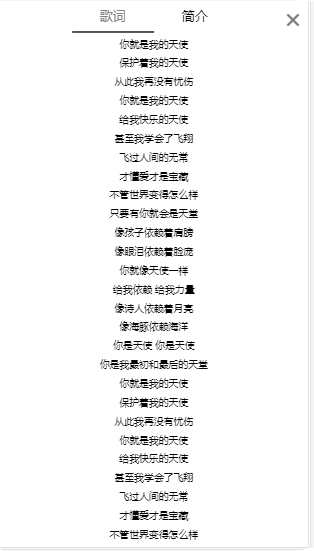 歌词 简介
你就是我的天使
保护着我的天使
从此我再没有忧伤
你就是我的天使
给我快乐的天使
甚至我学会了飞翔
飞过人间的无常
才懂爱才是宝藏
不管世界变得怎么样
只要有你就会是天堂
像孩子依赖着肩膀
像眼泪依赖着脸庞
你就像天使一样
给我依赖 给我力量
像诗人依赖着月亮
像海豚依赖海洋
你是天使 你是天使
你是我最初和最后的天堂
你就是我的天使
保护着我的天使
从此我再没有忧伤
你就是我的天使
给我快乐的天使
甚至我学会了飞翔
飞过人间的无常
才懂爱才是宝藏
不管世界变得怎么样